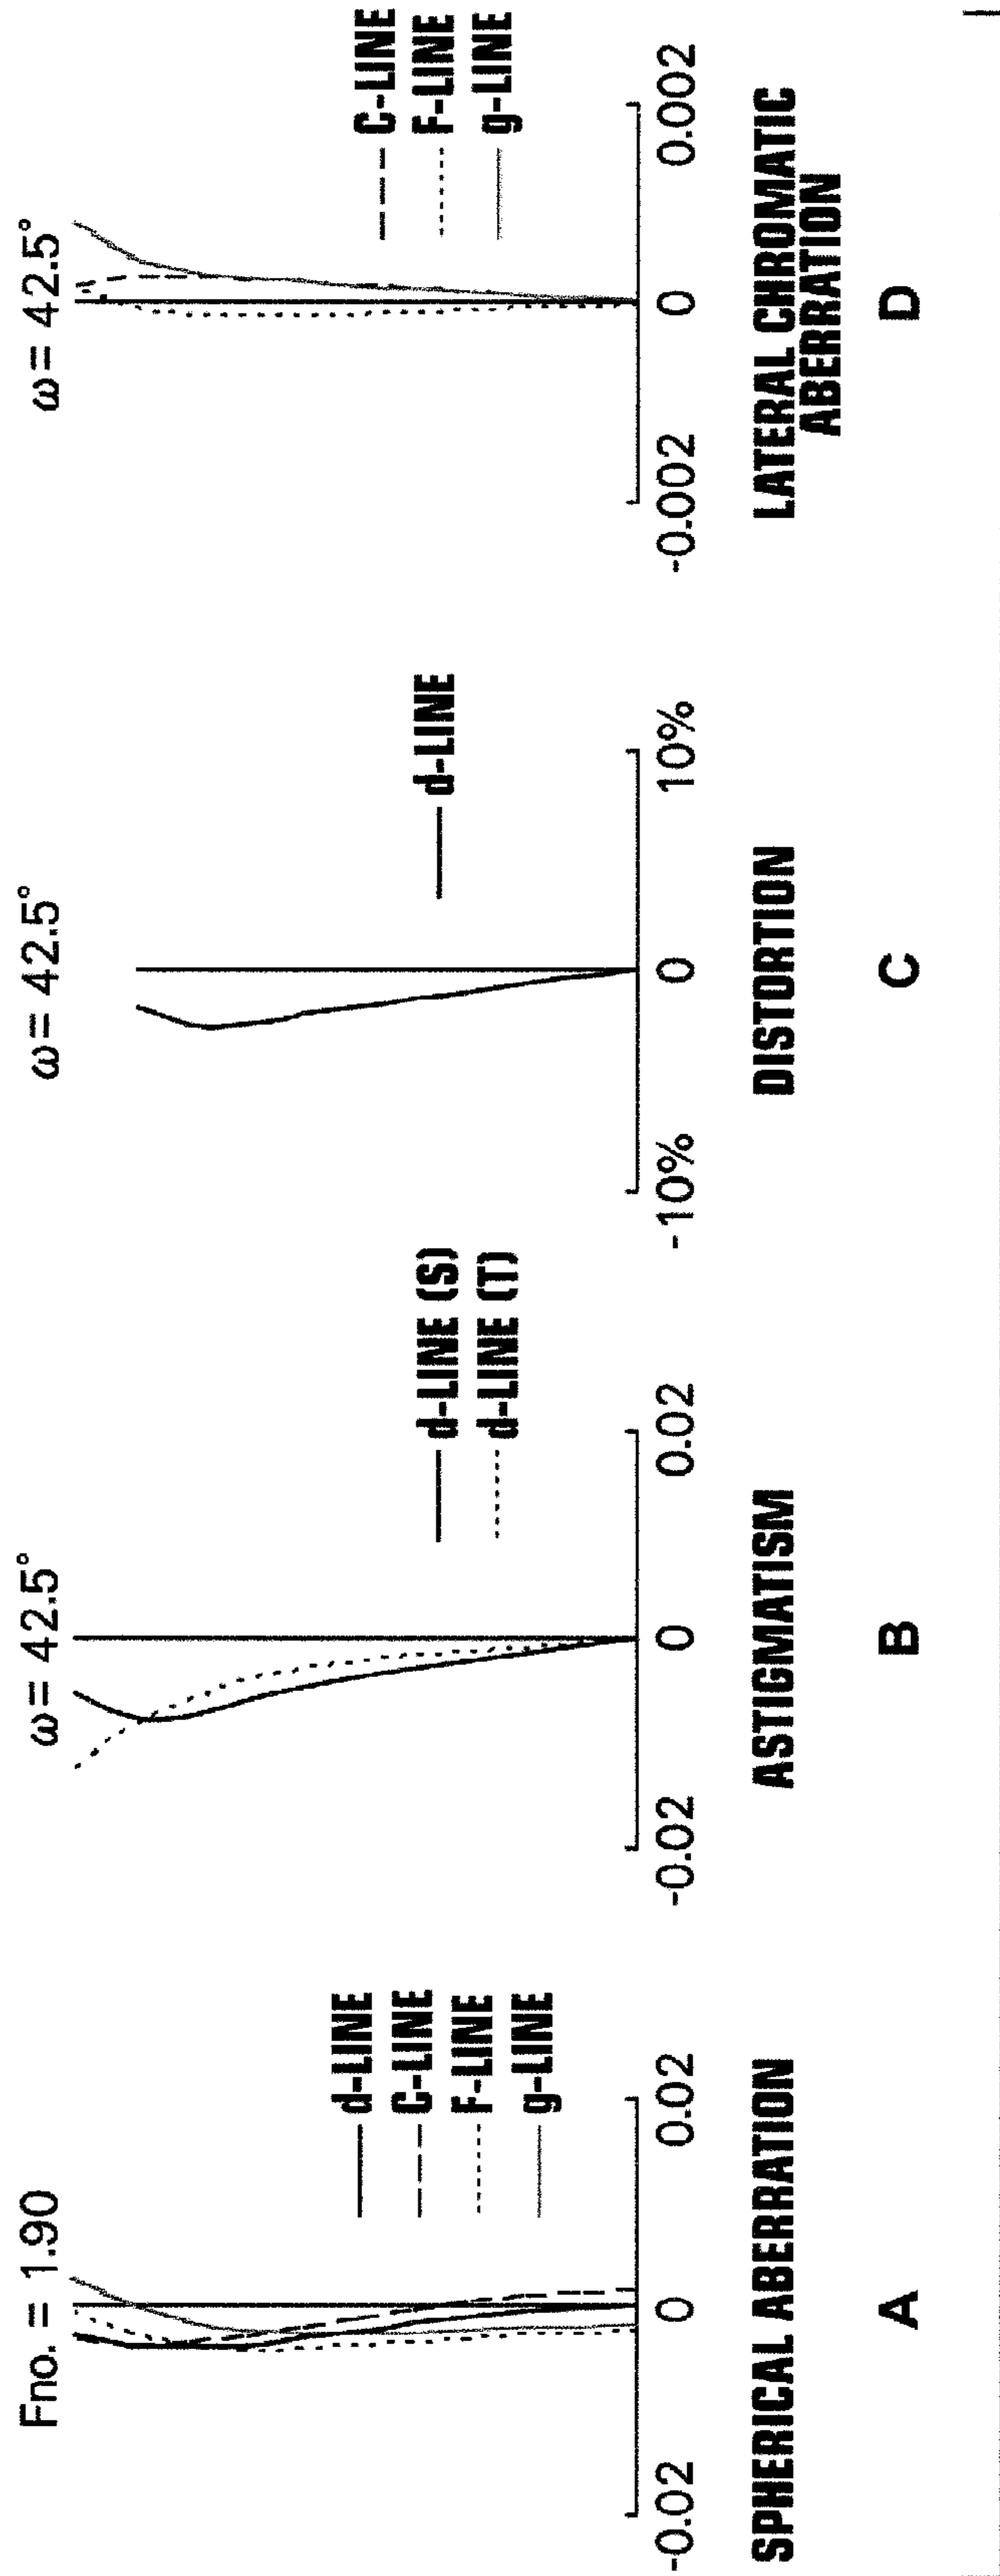 Fno. = 1.90
d-LINE
C-LINE
F-LINE
g-LINE
-0.02
0
0.02
SPHERICAL ABERRATION
A
ω= 42.5°
d-LINE (S)
d-LINE (T)
-0.02
0
0.02
ASTIGMATISM
B
ω= 42.5°
d-LINE
-10%
0
10%
DISTORTION
C
ω= 42.5°
C-LINE
F-LINE
g-LINE
-0.002
0
0.002
LATERAL CHROMATIC
ABERRATION
D